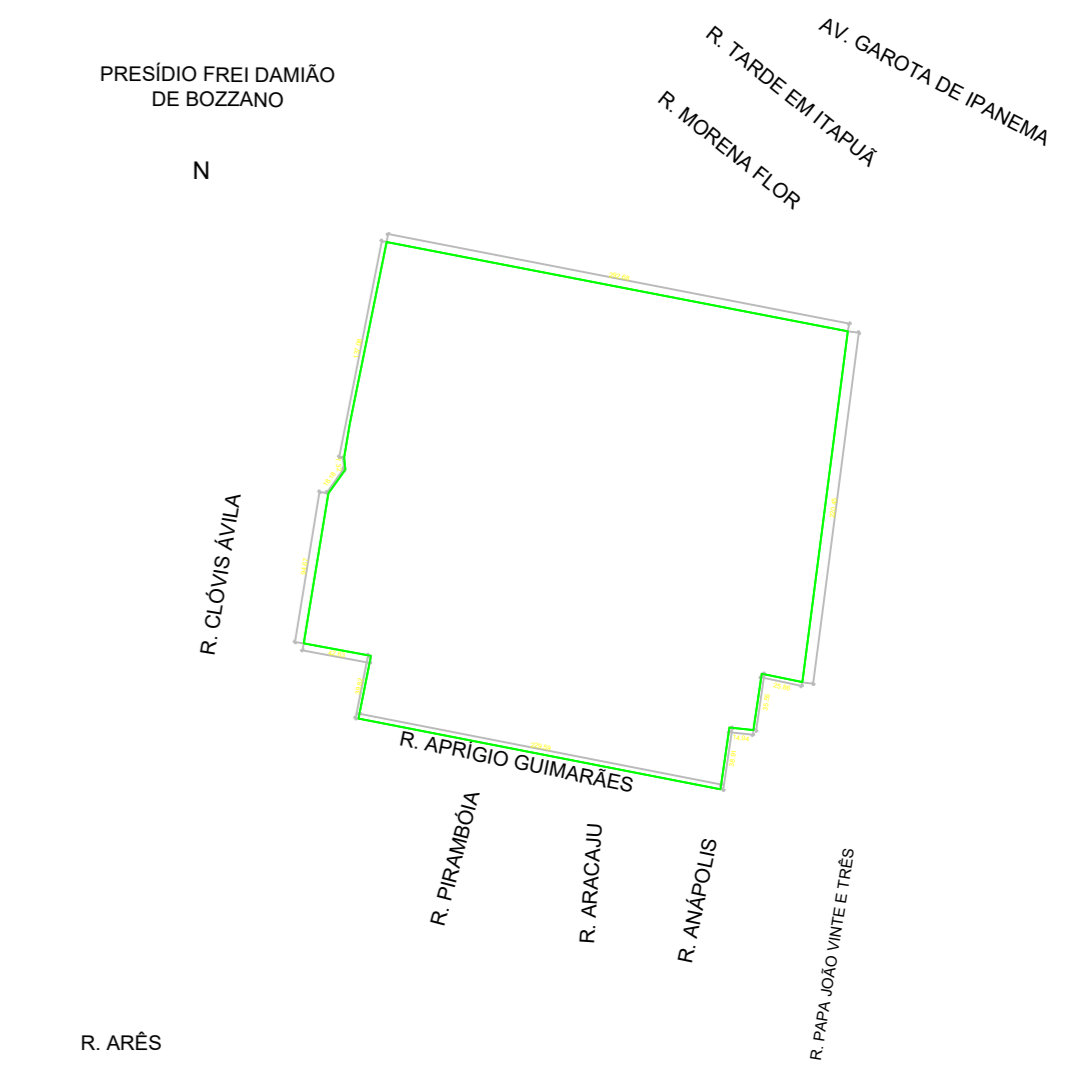 AV. GAROTA DE IPANEMA
R. TARDE EM ITAPUÃ
PRESÍDIO FREI DAMIÃO
DE BOZZANO
R. MORENA FLOR
N
R. CLÓVIS ÁVILA
R. APRÍGIO GUIMARÃES
R. PIRAMBÓIA
R. ARACAJU
R. ANÁPOLIS
R. PAPA JOÃO VINTE E TRÊS
R. ARÊS